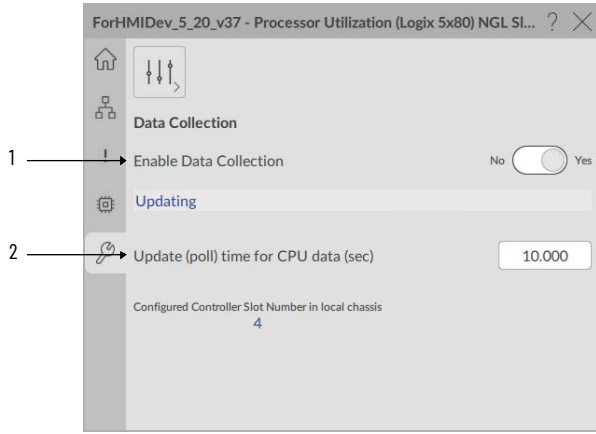 ForHMIDev_5_20_v37 - Processor Utilization (Logix 5x80) NGL Sl... ?
Data Collection
1 Enable Data Collection No Yes
Updating
2 Update (poll) time for CPU data (sec) 10.000
Configured Controller Slot Number in local chassis
4